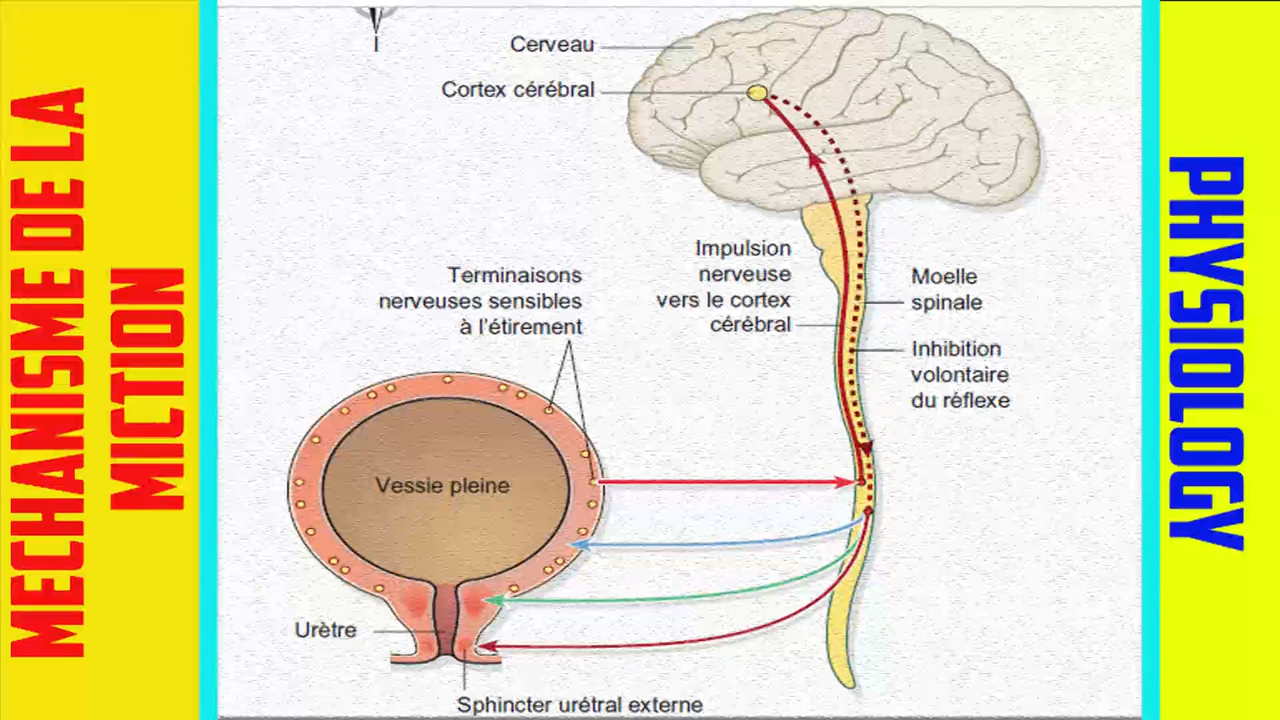 MECHANISME DE LA
MICTION
I
Cerveau
Cortex cérébral
Impulsion
nerveuse
vers le cortex
cérébral
Terminaisons
nerveuses sensibles
à l'étirement
Moelle
spinale
Inhibition
volontaire
du réflexe
Vessie pleine
Urètre
Sphincter urétral externe
PHYSIOLOGY